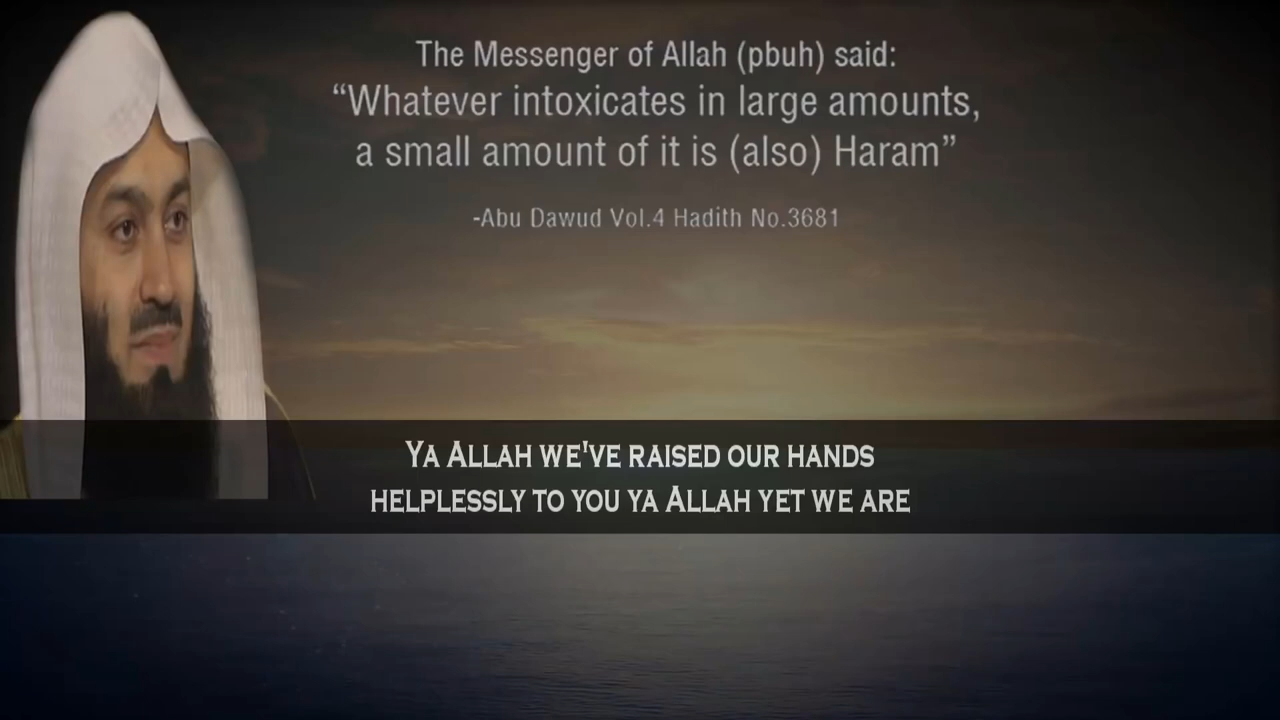 The Messenger of Allah (pbuh) said:
“Whatever intoxicates in large amounts,
a small amount of it is (also) Haram”
-Abu Dawud Vol.4 Hadith No.3681
Ya Allah we've raised our hands
helplessly to you ya Allah yet we are